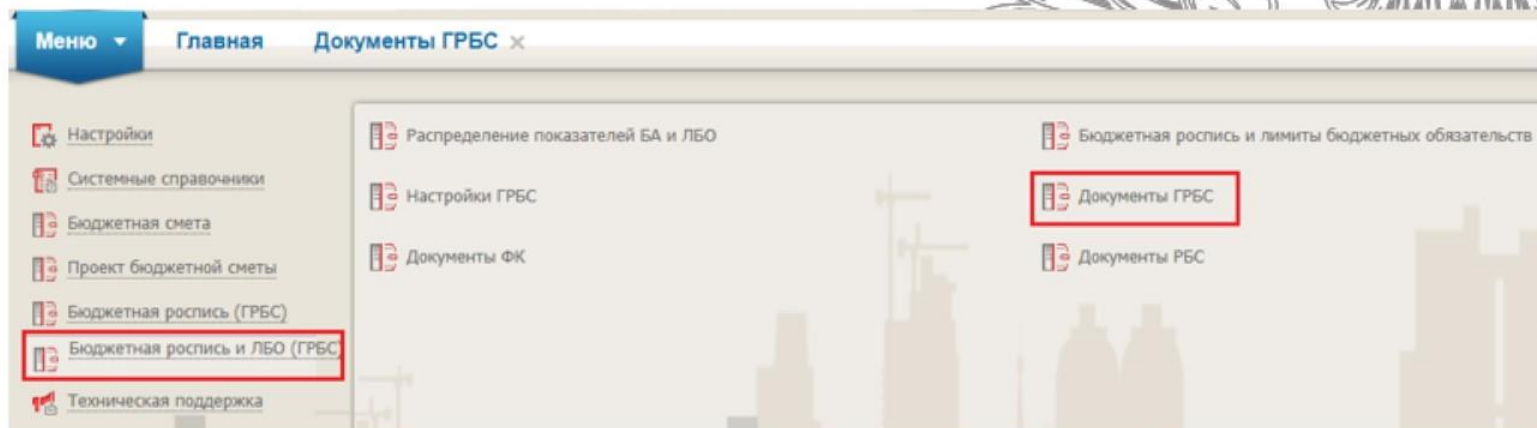 Меню Главная Документы ГРБС
Настройки
Системные справочники
Бюджетная смета
Проект бюджетной сметы
Бюджетная роспись (ГРБС)
Бюджетная роспись и ЛБО (ГРБС)
Техническая поддержка
Распределение показателей БА и ЛБО
Настройки ГРБС
Документы ФК
Бюджетная роспись и лимиты бюджетных обязательств
Документы ГРБС
Документы РБС